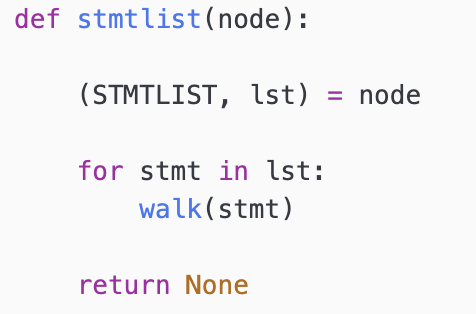 def stmtlist(node):
    (STMTLIST, lst) = node
    for stmt in lst:
        walk(stmt)
    return None